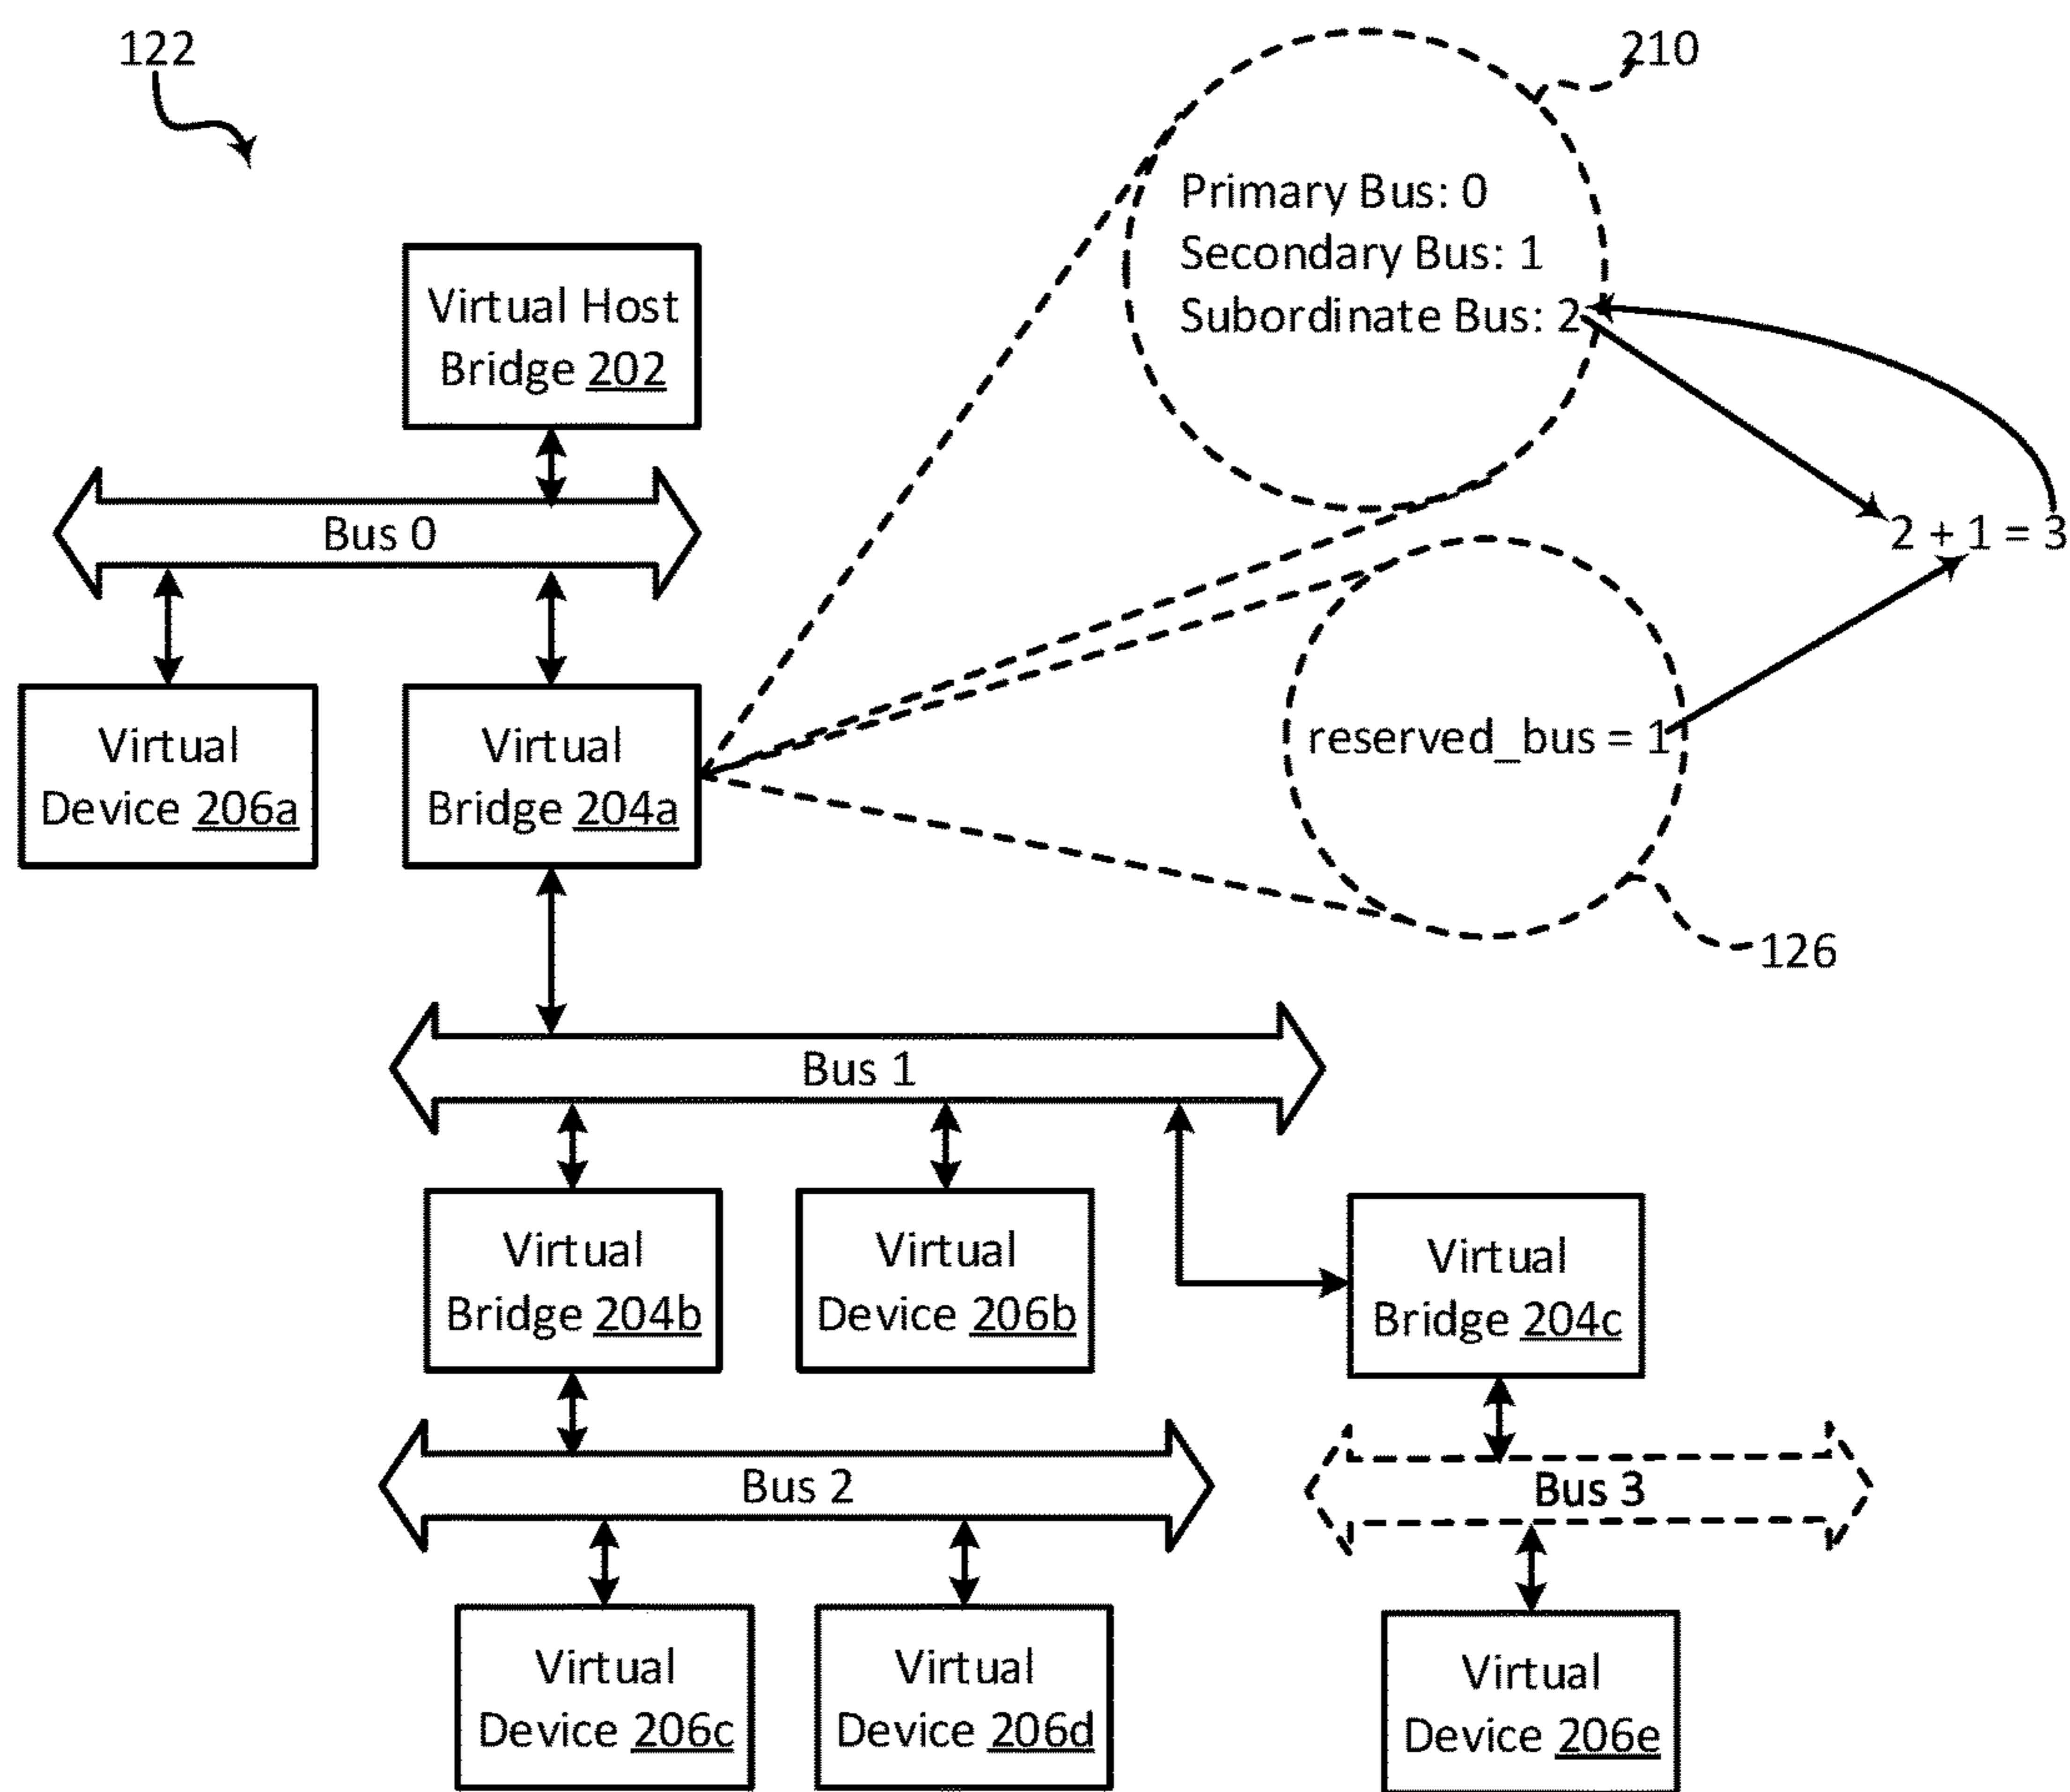 122
210
Primary Bus: 0
Secondary Bus: 1
Subordinate Bus: 2
Virtual Host
Bridge 202
2 + 1 = 3
Bus 0
reserved_bus = 1
Virtual
Device 206a
Virtual
Bridge 204a
126
Bus 1
Virtual
Bridge 204b
Virtual
Device 206b
Virtual
Bridge 204c
Bus 2
Bus 3
Virtual
Device 206c
Virtual
Device 206d
Virtual
Device 206e